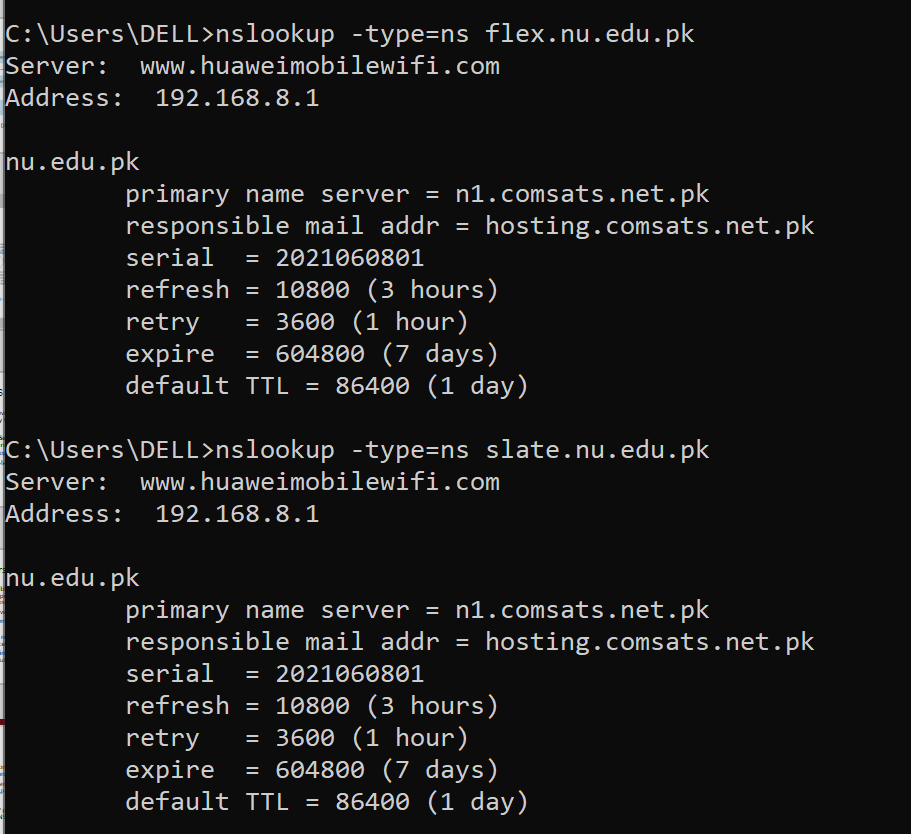 C:\Users\DELL>nslookup -type=ns flex.nu.edu.pk
Server:  www.huaweimobilewifi.com
Address:  192.168.8.1

nu.edu.pk
        primary name server = n1.comsats.net.pk
        responsible mail addr = hosting.comsats.net.pk
        serial  = 2021060801
        refresh = 10800 (3 hours)
        retry   = 3600 (1 hour)
        expire  = 604800 (7 days)
        default TTL = 86400 (1 day)

C:\Users\DELL>nslookup -type=ns slate.nu.edu.pk
Server:  www.huaweimobilewifi.com
Address:  192.168.8.1

nu.edu.pk
        primary name server = n1.comsats.net.pk
        responsible mail addr = hosting.comsats.net.pk
        serial  = 2021060801
        refresh = 10800 (3 hours)
        retry   = 3600 (1 hour)
        expire  = 604800 (7 days)
        default TTL = 86400 (1 day)